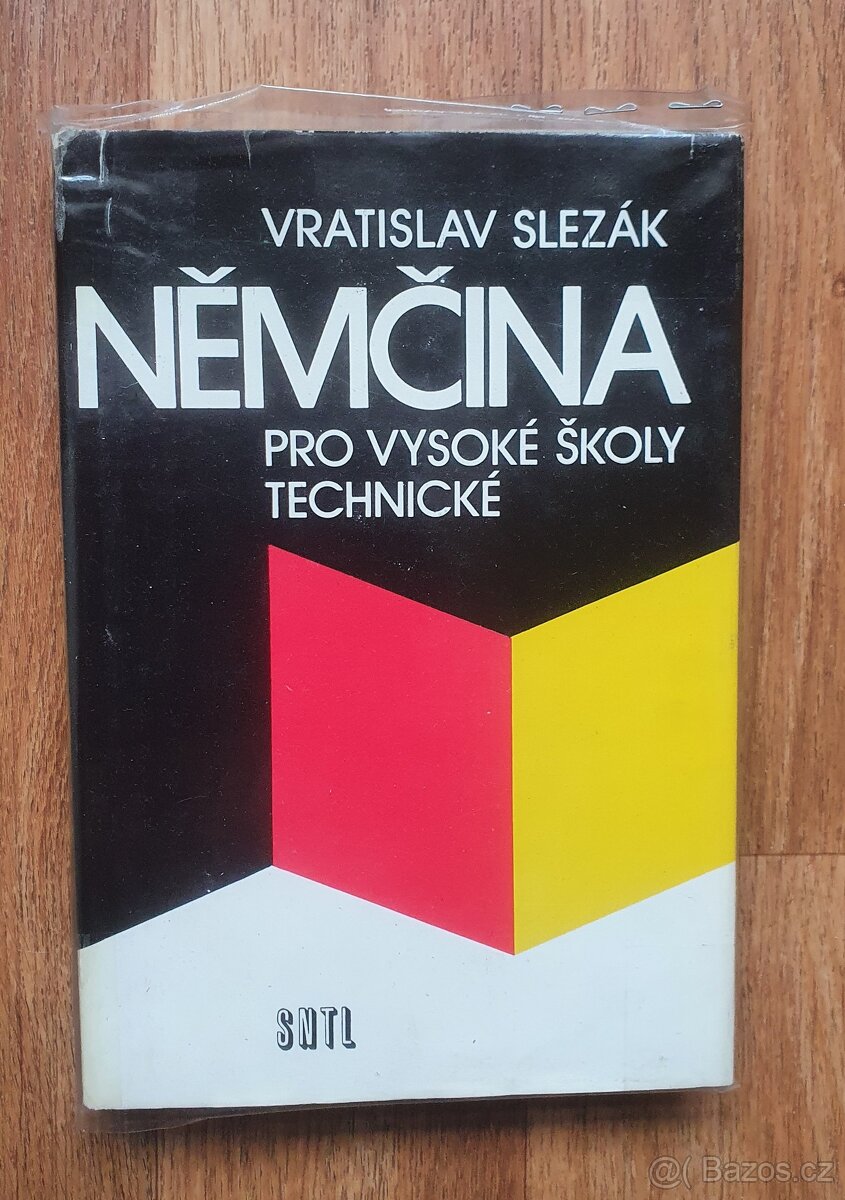 VRATISLAV SLEZÁK
NĚMČINA
PRO VYSOKÉ ŠKOLY
TECHNICKÉ
SNTL
@( Bazos.cz